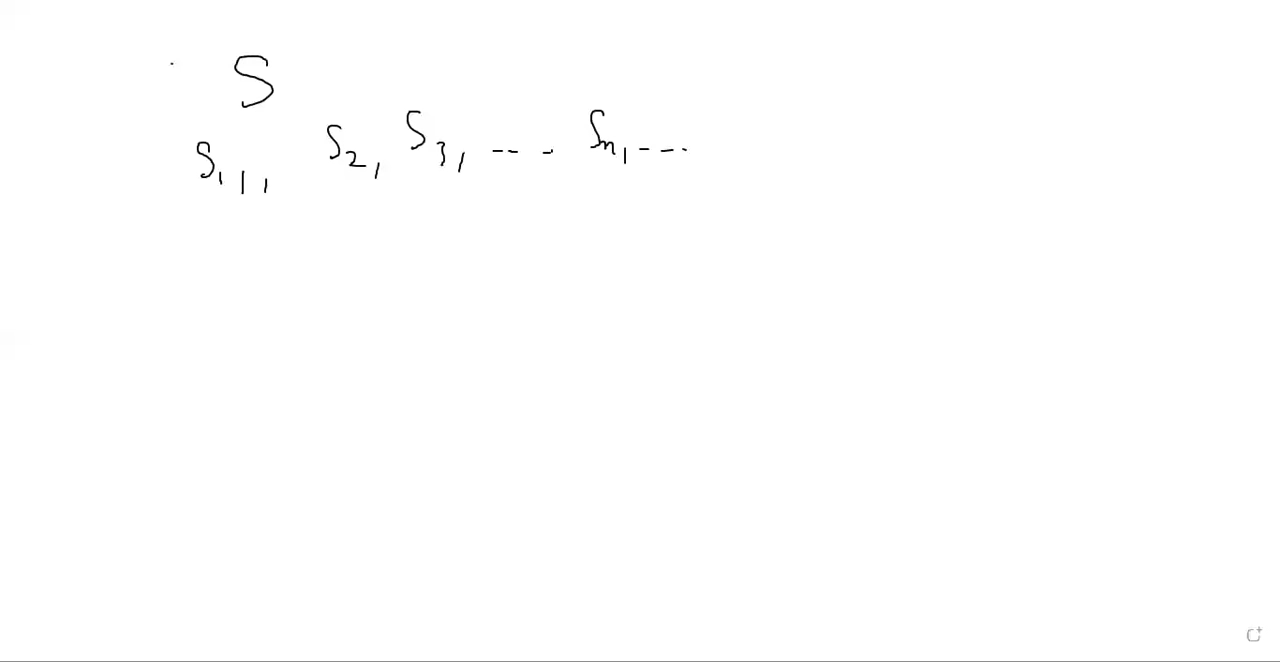 S
S₁, , , S₂, S₃, -- - Sₙ, ---